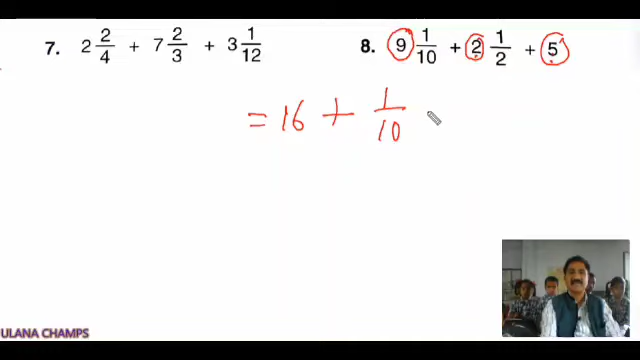 7. 2 2/4 + 7 2/3 + 3 1/12
8. 9 1/10 + 2 1/2 + 5
= 16 + 1/10
ULANA CHAMPS